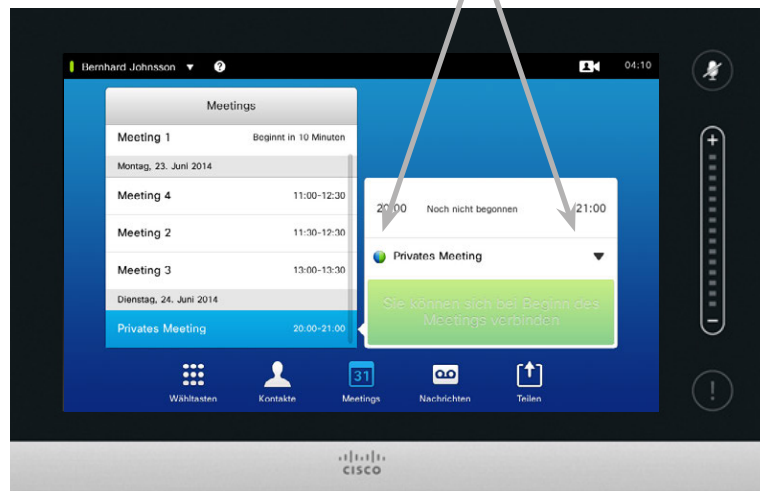 Bernhard Johnsson ▼ ? 04:10
Meetings
Meeting 1 Beginnt in 10 Minuten
Montag, 23. Juni 2014
Meeting 4 11:00-12:30
Meeting 2 11:30-12:30
Meeting 3 13:00-13:30
Dienstag, 24. Juni 2014
Privates Meeting 20:00-21:00
20:00 Noch nicht begonnen 21:00
Privates Meeting ▼
Sie können sich bei Beginn des
Meetings verbinden
31
Wähltasten Kontakte Meetings Nachrichten Teilen
+
−
!
CISCO